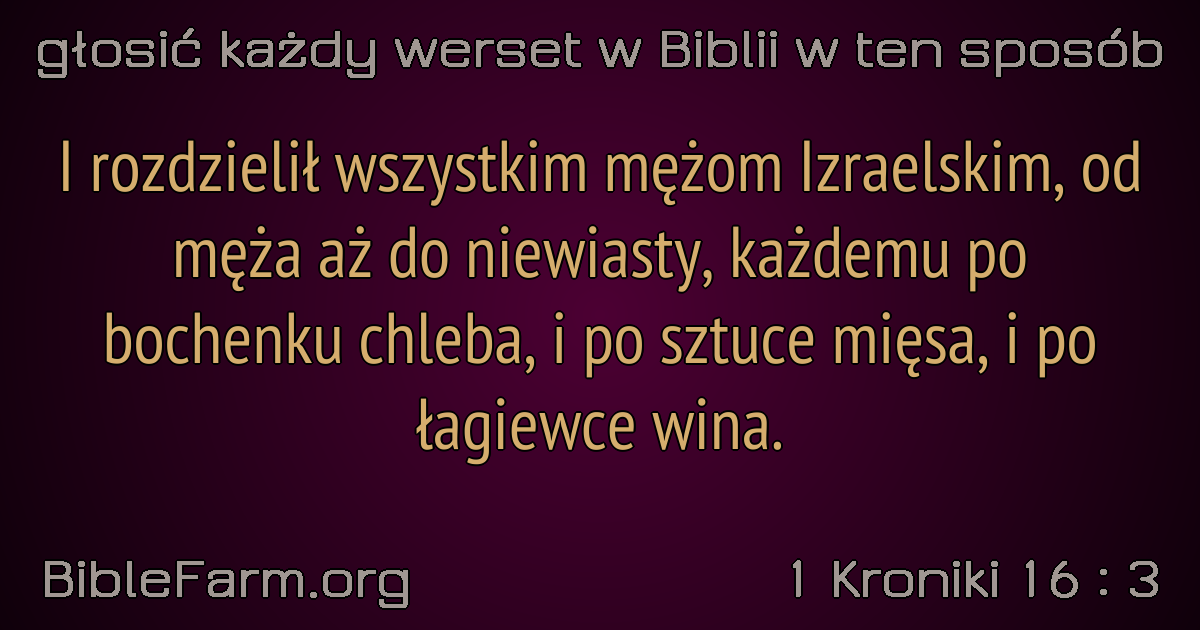 głosić każdy werset w Biblii w ten sposób
I rozdzielił wszystkim mężom Izraelskim, od
męża aż do niewiasty, każdemu po
bochenku chleba, i po sztuce mięsa, i po
łagiewce wina.
BibleFarm.org
1 Kroniki 16 : 3